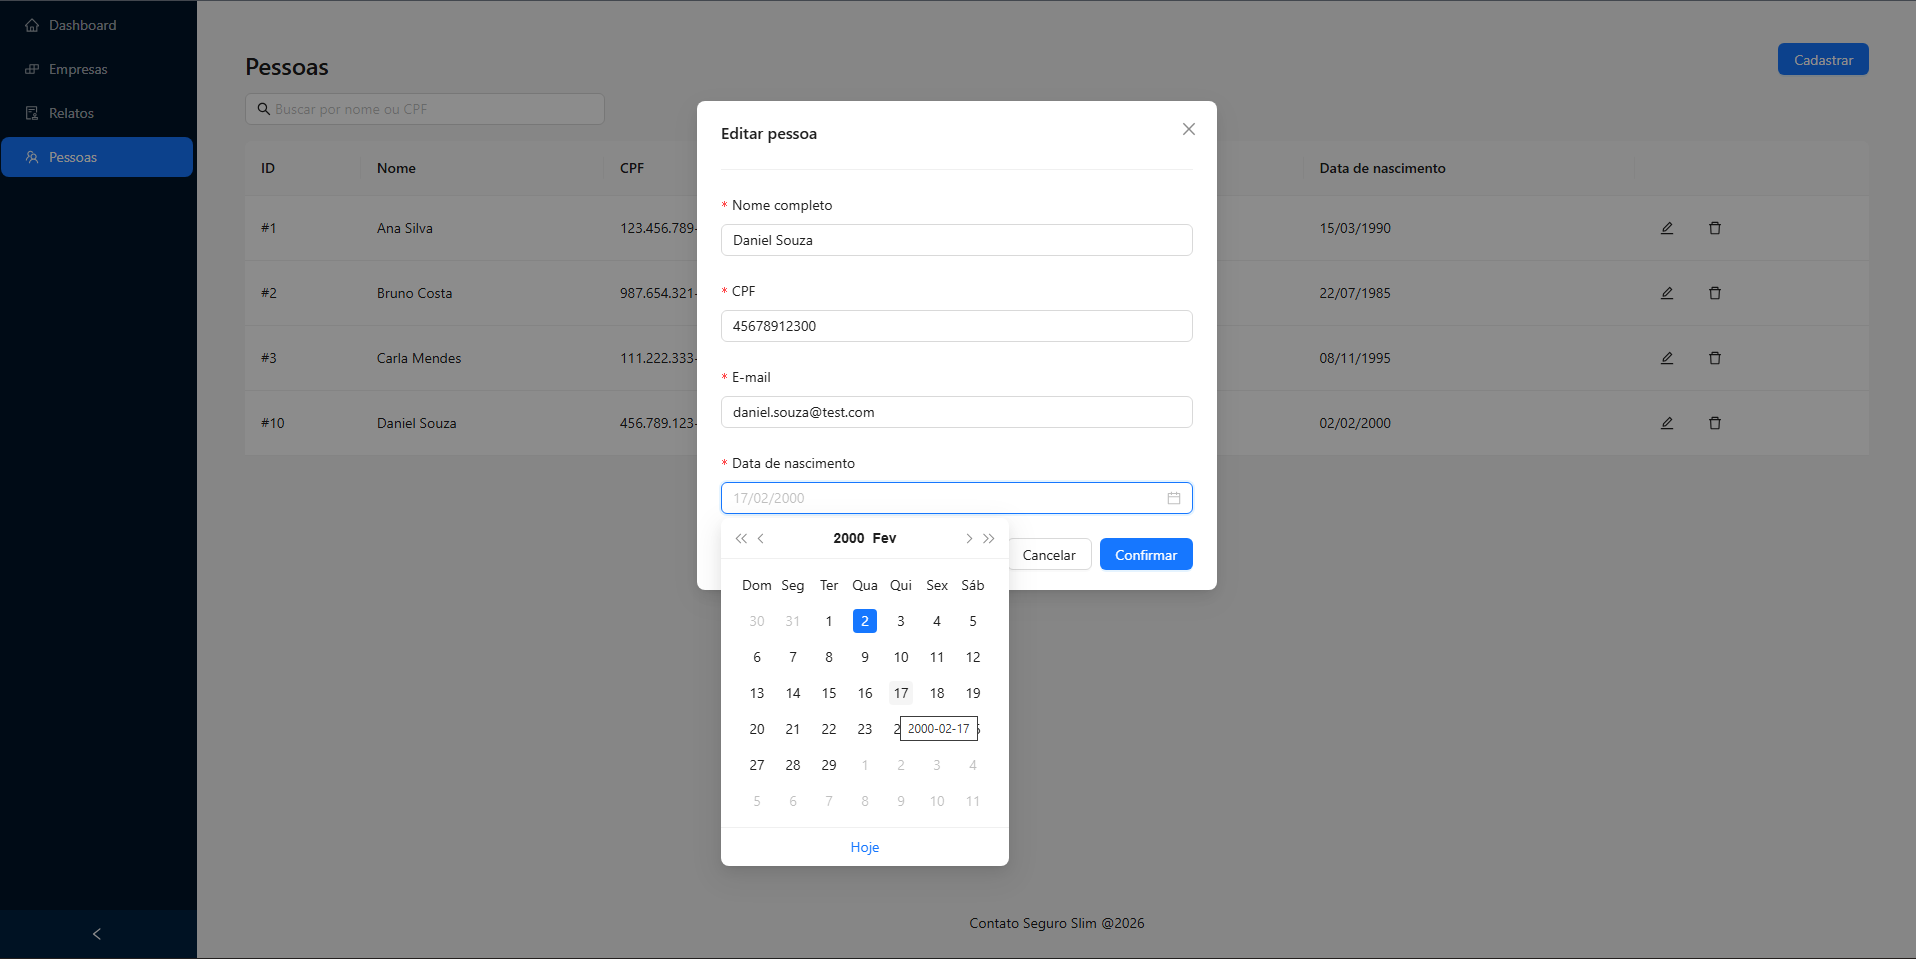 Dashboard
Empresas
Relatos
Pessoas
Pessoas
Cadastrar
Buscar por nome ou CPF
ID Nome CPF Data de nascimento
#1 Ana Silva 123.456.789- 15/03/1990
#2 Bruno Costa 987.654.321- 22/07/1985
#3 Carla Mendes 111.222.333- 08/11/1995
#10 Daniel Souza 456.789.123- 02/02/2000
Editar pessoa
* Nome completo
Daniel Souza
* CPF
45678912300
* E-mail
daniel.souza@test.com
* Data de nascimento
17/02/2000
2000 Fev
Dom Seg Ter Qua Qui Sex Sáb
30 31 1 2 3 4 5
6 7 8 9 10 11 12
13 14 15 16 17 18 19
20 21 22 23
2000-02-17
27 28 29 1 2 3 4
5 6 7 8 9 10 11
Hoje
Cancelar Confirmar
Contato Seguro Slim @2026